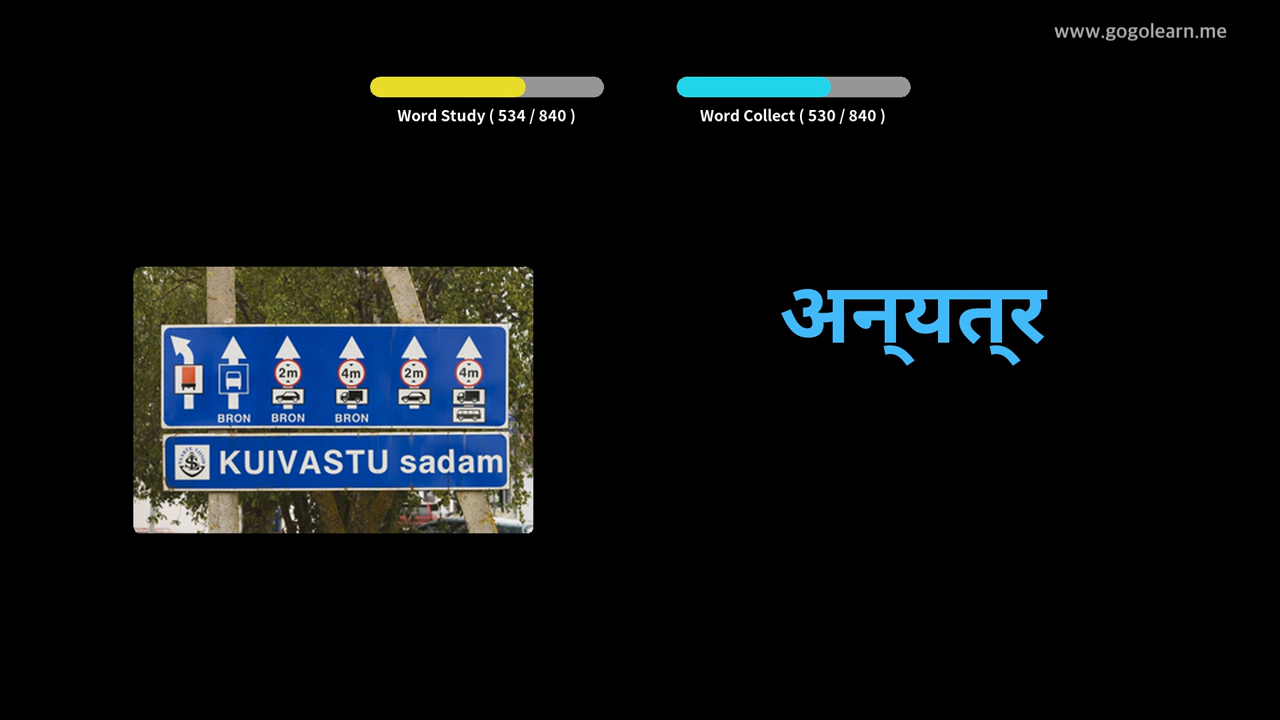 www.gogolearn.me
Word Study ( 534 / 840 )
Word Collect ( 530 / 840 )
अन्‌यत्‌र
2m
4m
2m
4m
BRON
BRON
BRON
KUIVASTU sadam